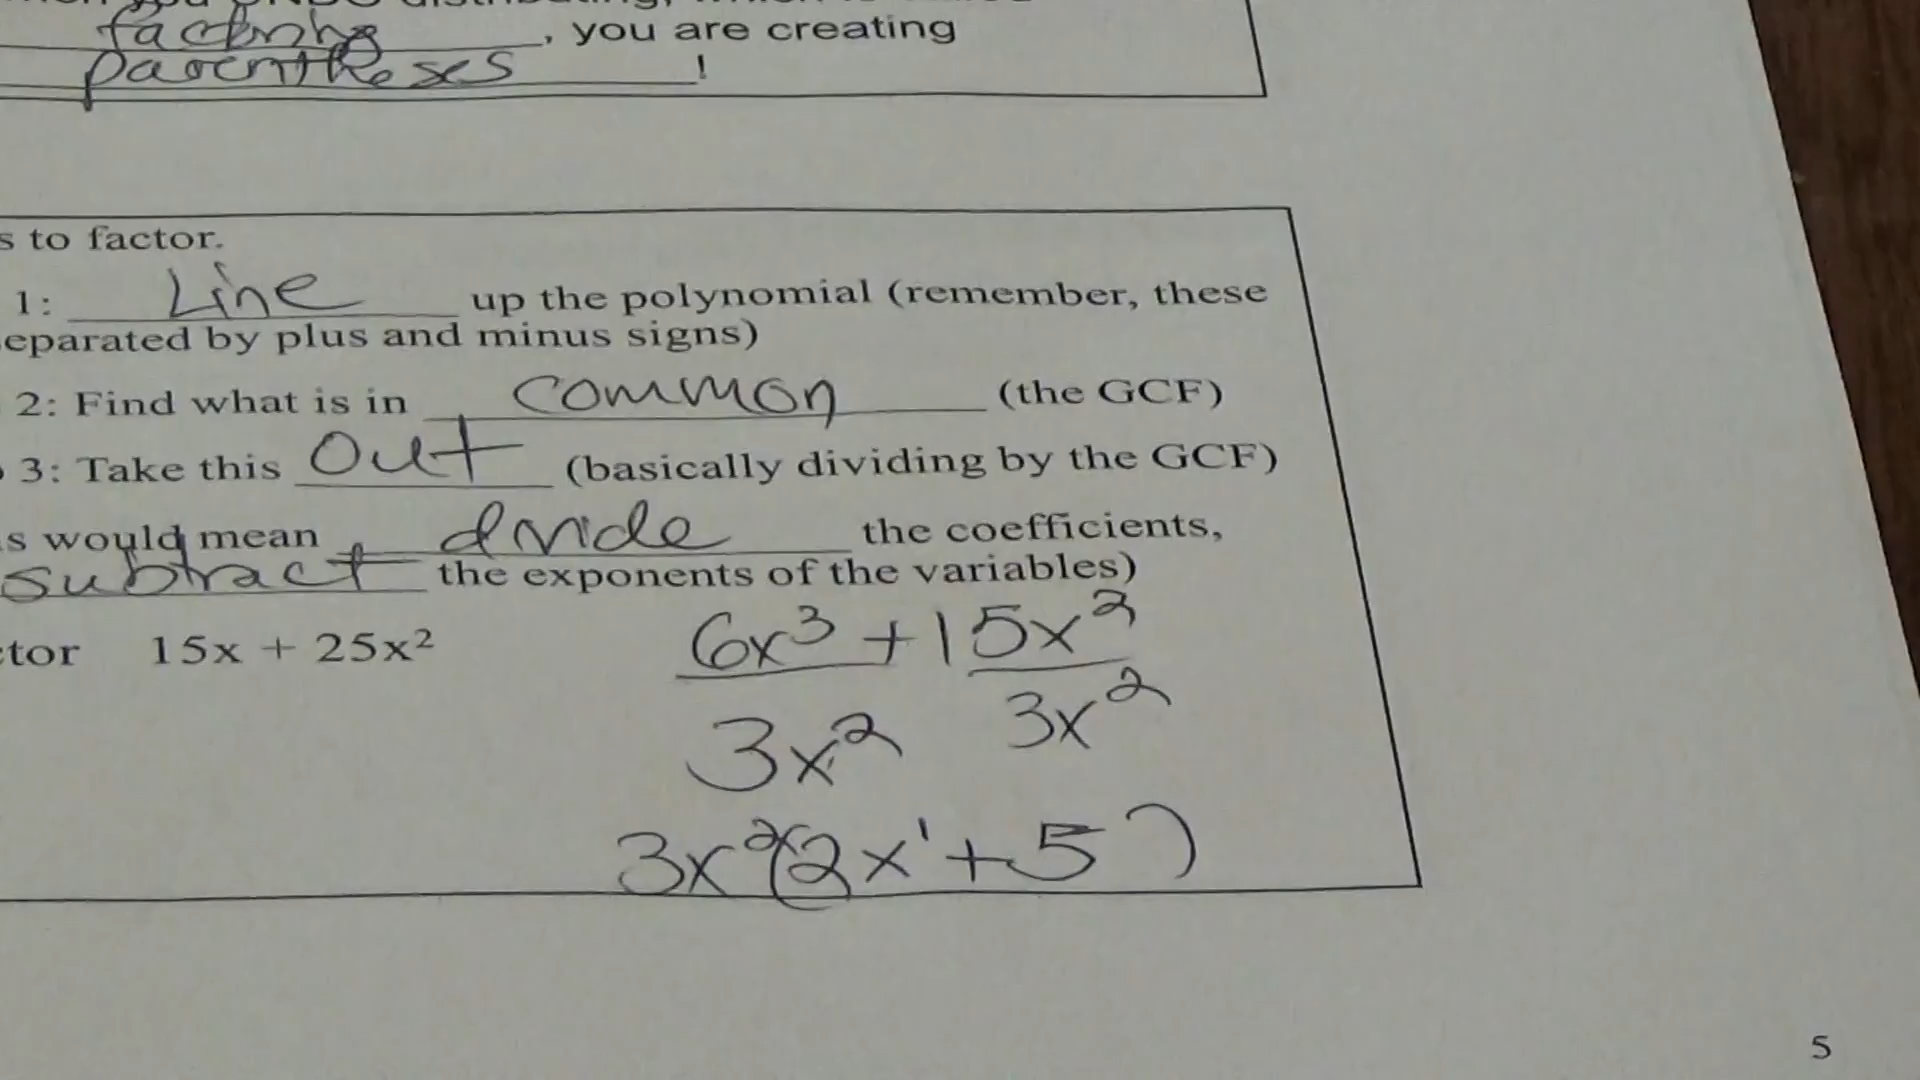 factoring, you are creating
parentheses!
s to factor.
1: Line up the polynomial (remember, these
eparated by plus and minus signs)
2: Find what is in common (the GCF)
3: Take this out (basically dividing by the GCF)
s would mean divide the coefficients,
subtract the exponents of the variables)
ctor 15x + 25x²
6x³ + 15x²
3x² 3x²
3x²(2x¹+5)
5